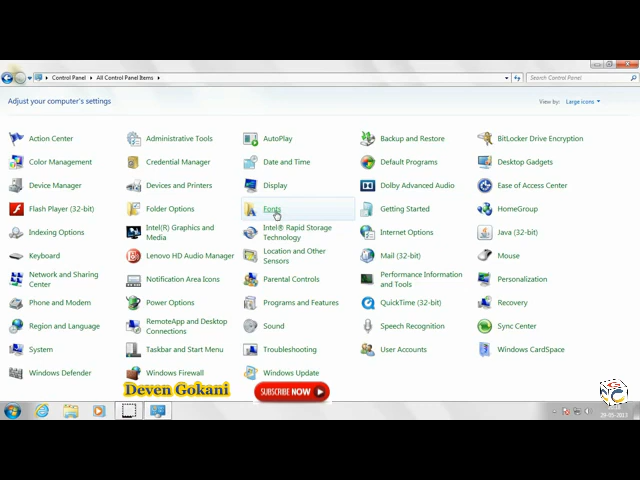 Control Panel ▸ All Control Panel Items ▸
Search Control Panel
Adjust your computer's settings
View by: Large icons
Action Center
Administrative Tools
AutoPlay
Backup and Restore
BitLocker Drive Encryption
Color Management
Credential Manager
Date and Time
Default Programs
Desktop Gadgets
Device Manager
Devices and Printers
Display
Dolby Advanced Audio
Ease of Access Center
Flash Player (32-bit)
Folder Options
Fonts
Getting Started
HomeGroup
Indexing Options
Intel(R) Graphics and
Media
Intel® Rapid Storage
Technology
Internet Options
Java (32-bit)
Keyboard
Lenovo HD Audio Manager
Location and Other
Sensors
Mail (32-bit)
Mouse
Network and Sharing
Center
Notification Area Icons
Parental Controls
Performance Information
and Tools
Personalization
Phone and Modem
Power Options
Programs and Features
QuickTime (32-bit)
Recovery
Region and Language
RemoteApp and Desktop
Connections
Sound
Speech Recognition
Sync Center
System
Taskbar and Start Menu
Troubleshooting
User Accounts
Windows CardSpace
Windows Defender
Windows Firewall
Windows Update
Deven Gokani
SUBSCRIBE NOW